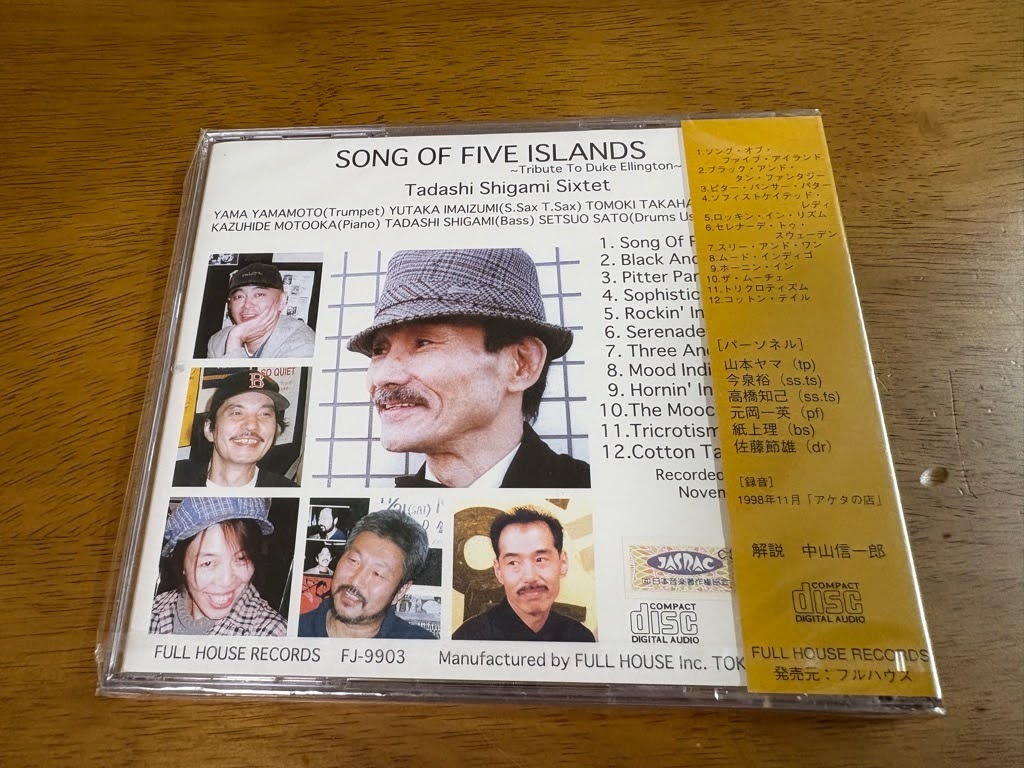 SONG OF FIVE ISLANDS
~Tribute To Duke Ellington~
Tadashi Shigami Sixtet
YAMA YAMAMOTO(Trumpet) YUTAKA IMAIZUMI(S.Sax T.Sax) TOMOKI TAKAHA
KAZUHIDE MOTOOKA(Piano) TADASHI SHIGAMI(Bass) SETSUO SATO(Drums Us
1. Song Of F
2. Black And
3. Pitter Pan
4. Sophistic
5. Rockin' In
6. Serenade
7. Three And
8. Mood Indi
9. Hornin' In
10.The Mooc
11.Tricrotism
12.Cotton Ta
Recorded
Novem
SO QUIET
B
JASRAC
日本音楽著作権協会
COMPACT
disc
DIGITAL AUDIO
FULL HOUSE RECORDS FJ-9903 Manufactured by FULL HOUSE Inc. TOK
1.ソング・オブ・
ファイブ・アイランド
2.ブラック・アンド・
タン・ファンタジー
3.ピター・パンサー・パター
4.ソフィストケイテッド・
レディ
5.ロッキン・イン・リズム
6.セレナーデ・トゥ・
スウェーデン
7.スリー・アンド・ワン
8.ムード・インディゴ
9.ホーニン・イン
10.ザ・ムーチェ
11.トリクロティズム
12.コットン・テイル
[パーソネル]
山本ヤマ（tp)
今泉裕（ss.ts)
高橋知己（ss.ts)
元岡一英（pf)
紙上理（bs)
佐藤節雄（dr)
[録音]
1998年11月「アケタの店」
解説 中山信一郎
COMPACT
disc
DIGITAL AUDIO
FULL HOUSE RECORDS
発売元：フルハウス